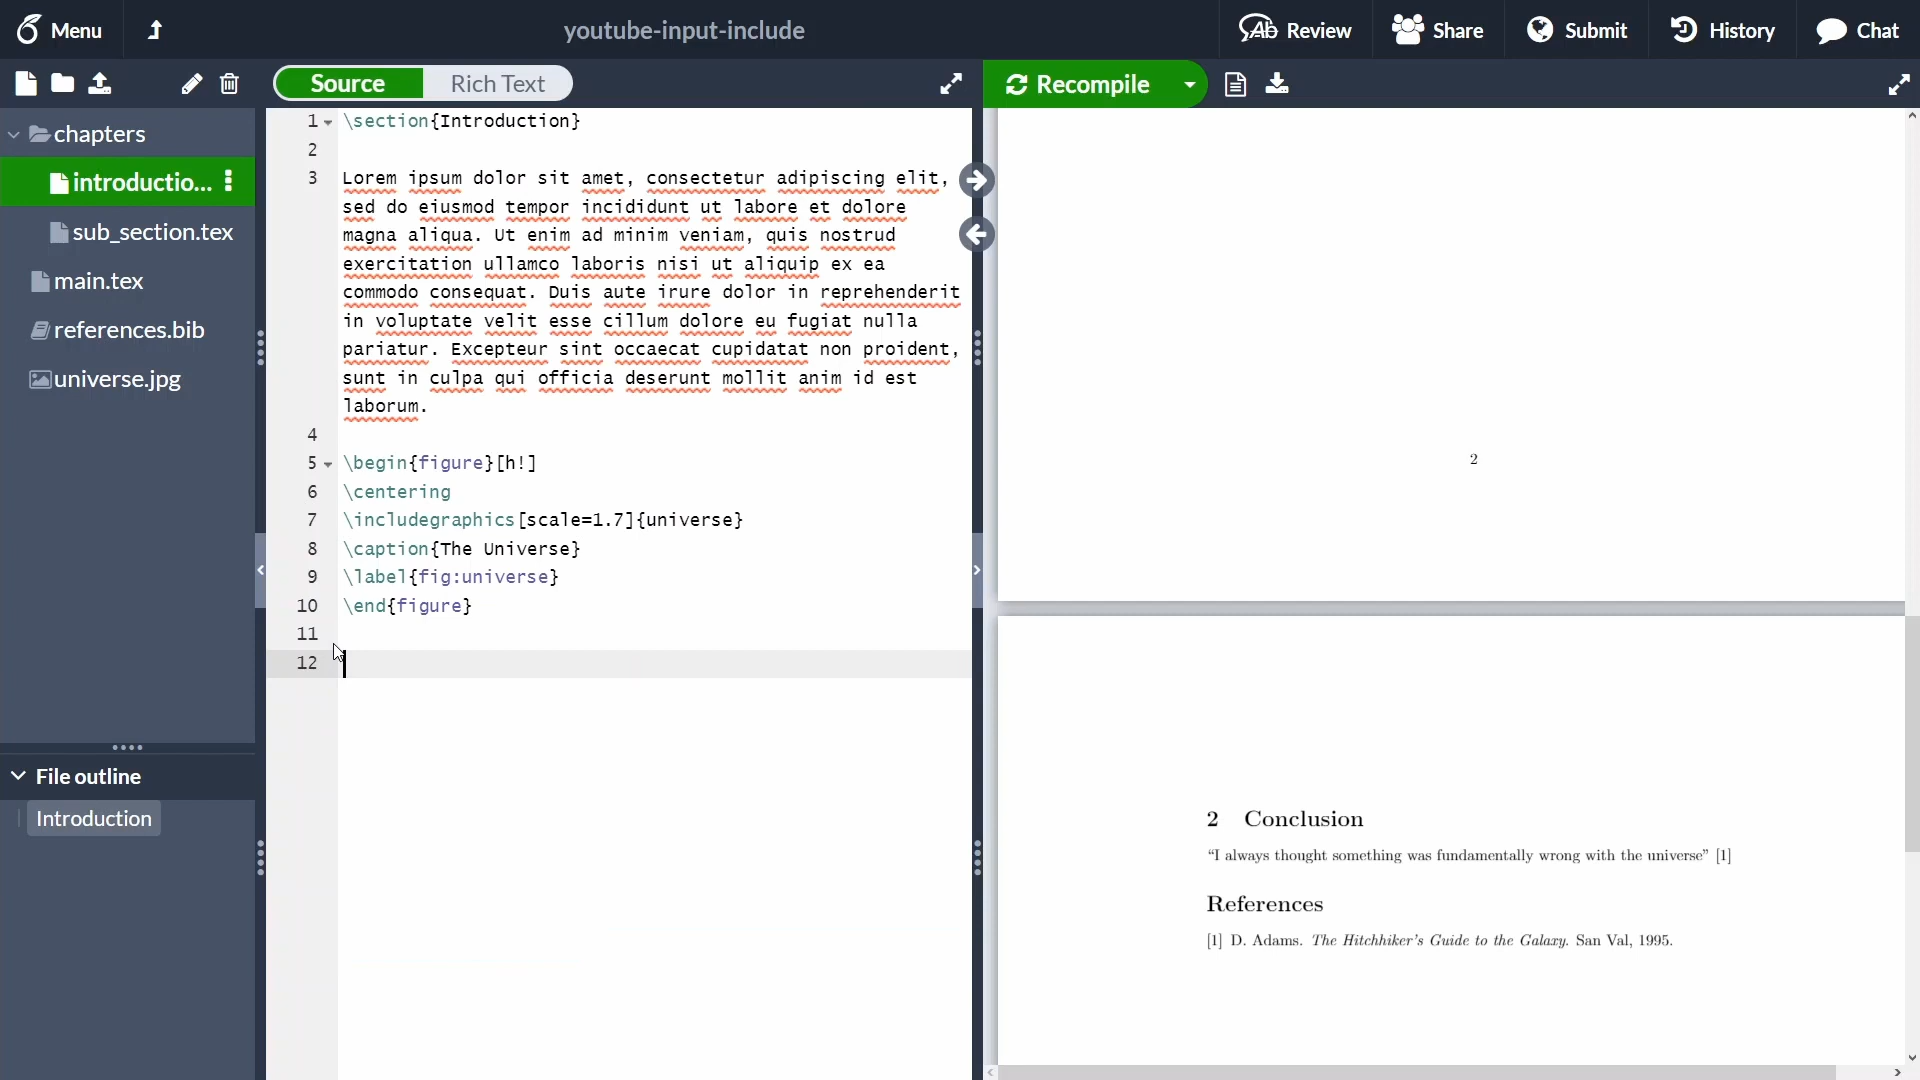 Menu
youtube-input-include
Review
Share
Submit
History
Chat
Source
Rich Text
Recompile
chapters
introductio...
sub_section.tex
main.tex
references.bib
universe.jpg
File outline
Introduction
1 \section{Introduction}
2
3 Lorem ipsum dolor sit amet, consectetur adipiscing elit,
sed do eiusmod tempor incididunt ut labore et dolore
magna aliqua. Ut enim ad minim veniam, quis nostrud
exercitation ullamco laboris nisi ut aliquip ex ea
commodo consequat. Duis aute irure dolor in reprehenderit
in voluptate velit esse cillum dolore eu fugiat nulla
pariatur. Excepteur sint occaecat cupidatat non proident,
sunt in culpa qui officia deserunt mollit anim id est
laborum.
4
5 \begin{figure}[h!]
6 \centering
7 \includegraphics[scale=1.7]{universe}
8 \caption{The Universe}
9 \label{fig:universe}
10 \end{figure}
11
12
2
2 Conclusion
“I always thought something was fundamentally wrong with the universe” [1]
References
[1] D. Adams. The Hitchhiker's Guide to the Galaxy. San Val, 1995.